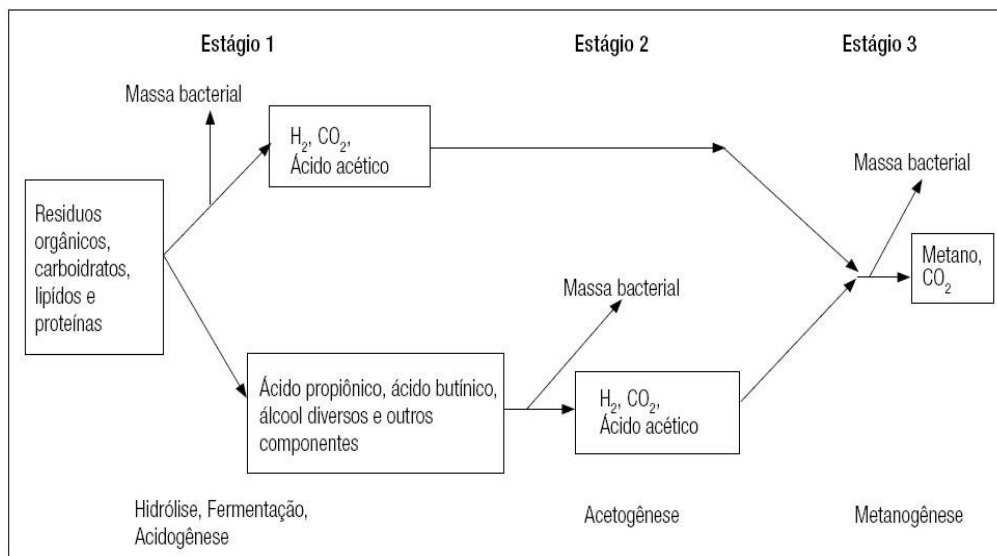 Estágio 1
Estágio 2
Estágio 3
Massa bacterial
H₂, CO₂,
Ácido acético
Massa bacterial
Residuos
orgânicos,
carboidratos,
lipídos e
proteínas
Metano,
CO₂
Massa bacterial
Ácido propiônico, ácido butínico,
álcool diversos e outros
componentes
H₂, CO₂,
Ácido acético
Hidrólise, Fermentação,
Acidogênese
Acetogênese
Metanogênese